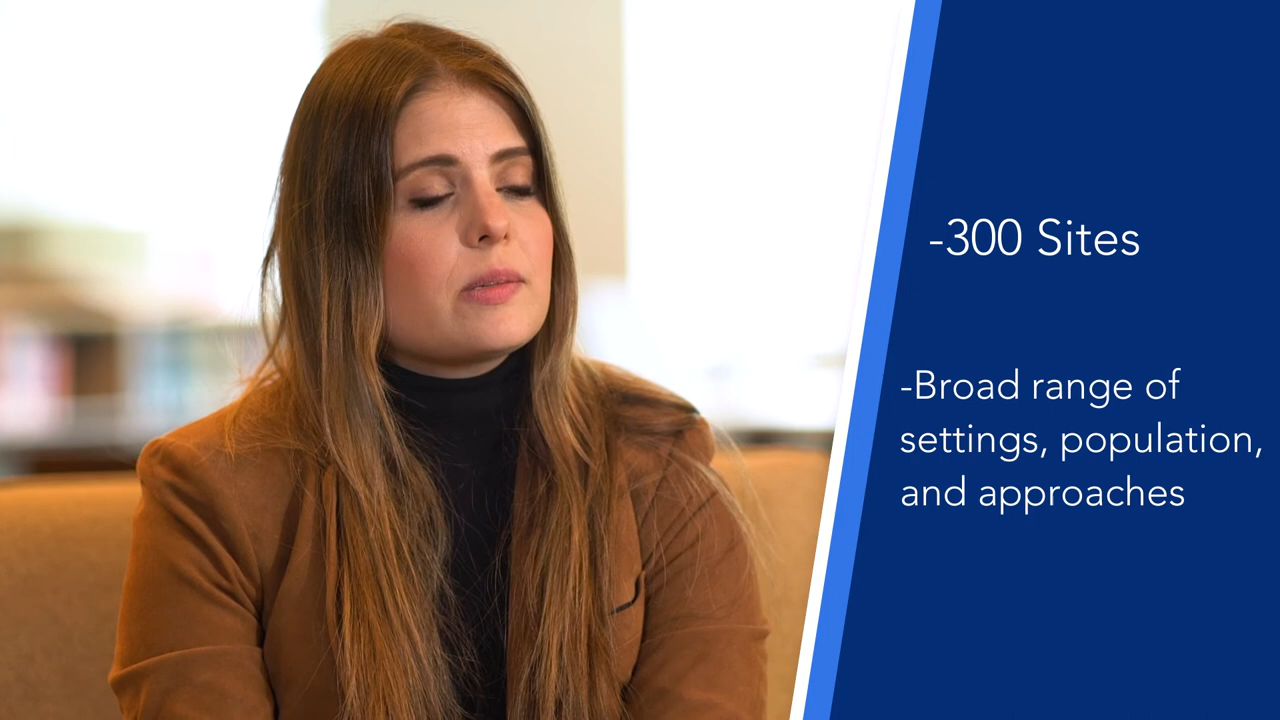 -300 Sites
-Broad range of
settings, population,
and approaches